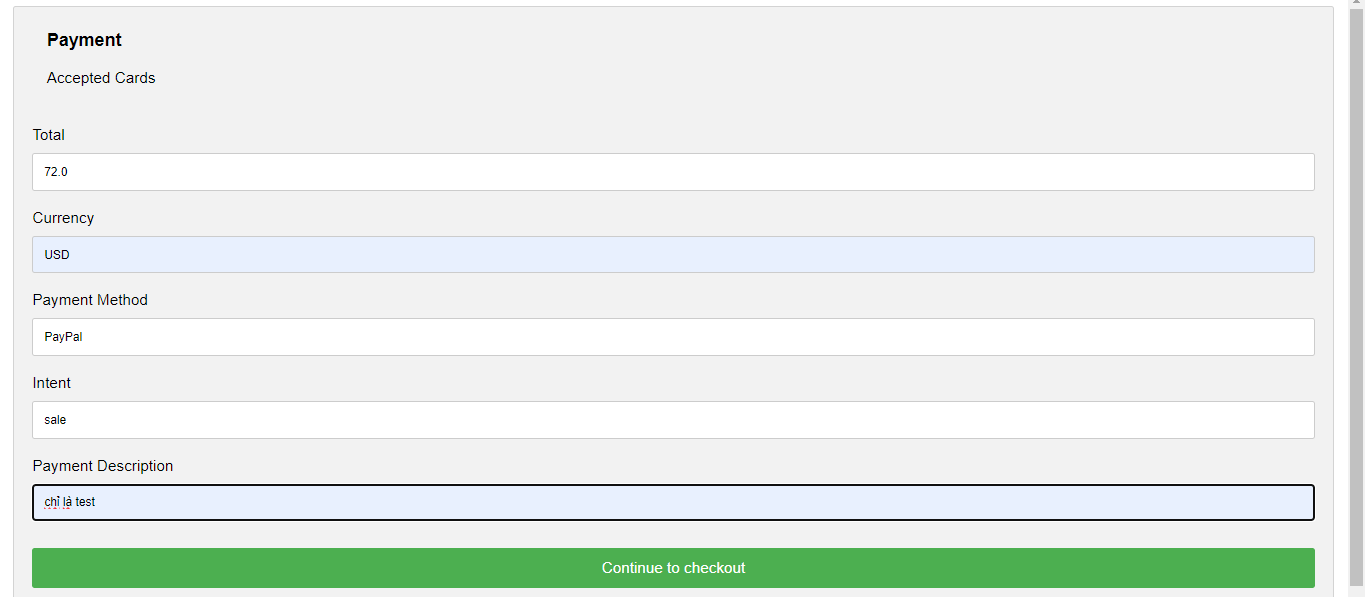 Payment
Accepted Cards
Total
72.0
Currency
USD
Payment Method
PayPal
Intent
sale
Payment Description
chỉ là test
Continue to checkout